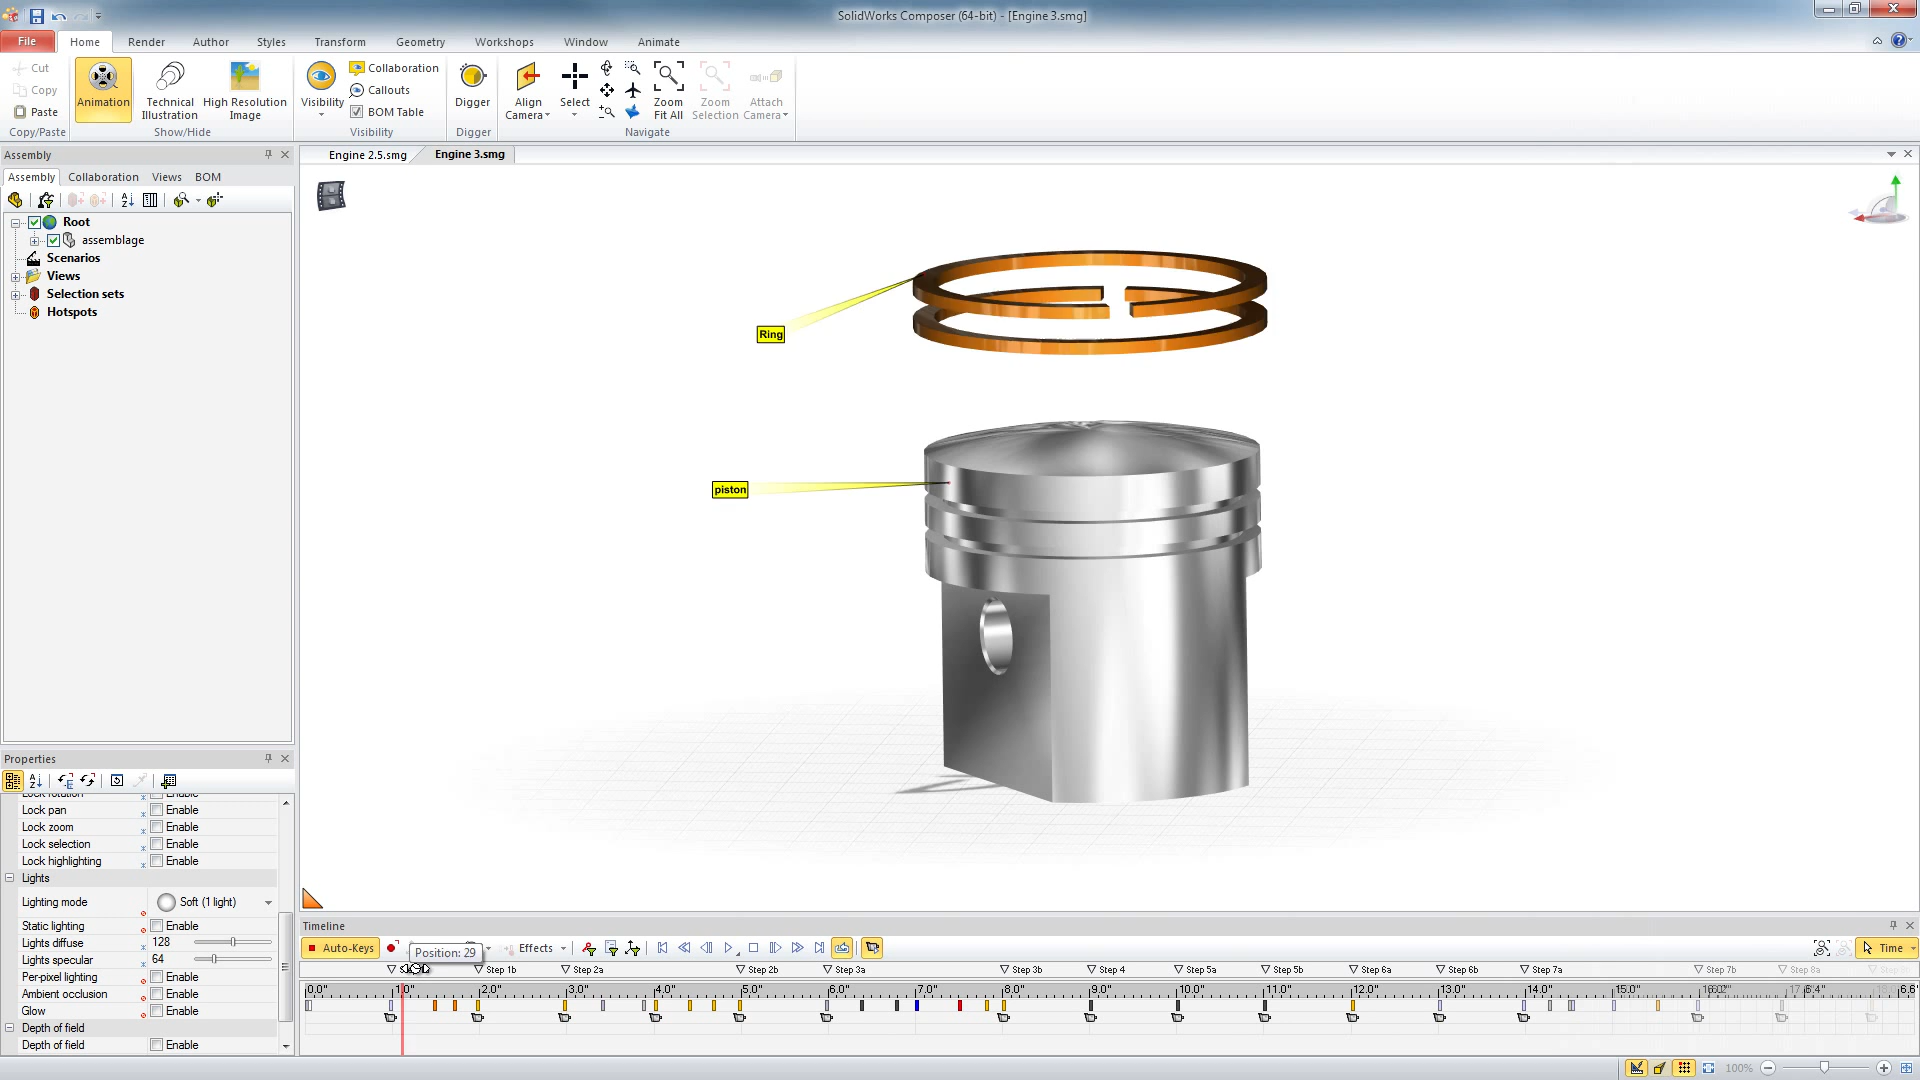 SolidWorks Composer (64-bit) - [Engine 3.smg]
File Home Render Author Styles Transform Geometry Workshops Window Animate
Cut
Copy
Paste
Copy/Paste
Animation
Technical Illustration
High Resolution Image
Show/Hide
Visibility
Collaboration
Callouts
BOM Table
Visibility
Digger
Digger
Align Camera
Select
Zoom Fit All
Zoom Selection
Attach Camera
Navigate
Assembly
Engine 2.5.smg Engine 3.smg
Assembly Collaboration Views BOM
Root
assemblage
Scenarios
Views
Selection sets
Hotspots
Ring
piston
Properties
Lock rotation Enable
Lock pan Enable
Lock zoom Enable
Lock selection Enable
Lock highlighting Enable
Lights
Lighting mode Soft (1 light)
Static lighting Enable
Lights diffuse 128
Lights specular 64
Per-pixel lighting Enable
Ambient occlusion Enable
Glow Enable
Depth of field
Depth of field Enable
Timeline
Auto-Keys Position: 29 Effects Time
Step 1b Step 2a Step 2b Step 3a Step 3b Step 4 Step 5a Step 5b Step 6a Step 6b Step 7a Step 7b Step 8a
0.0" 1.0" 2.0" 3.0" 4.0" 5.0" 6.0" 7.0" 8.0" 9.0" 10.0" 11.0" 12.0" 13.0" 14.0" 15.0"
100%